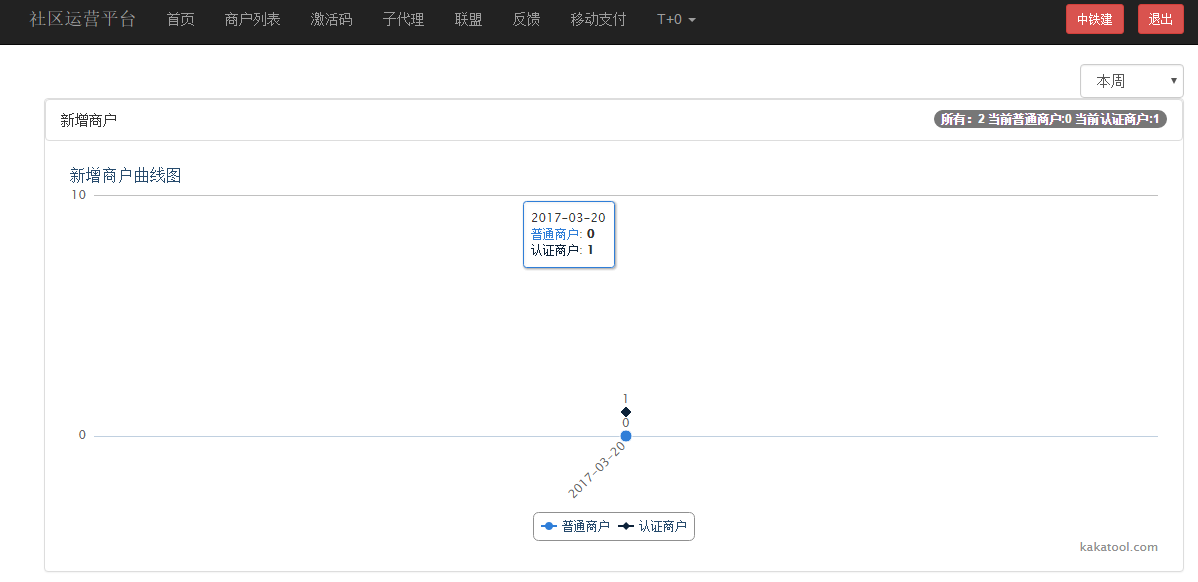 社区运营平台 首页 商户列表 激活码 子代理 联盟 反馈 移动支付 T+0 中铁建 退出
本周
新增商户 所有：2 当前普通商户:0 当前认证商户:1
新增商户曲线图
10
2017-03-20
普通商户: 0
认证商户: 1
1
0
0
2017-03-20
普通商户 认证商户
kakatool.com